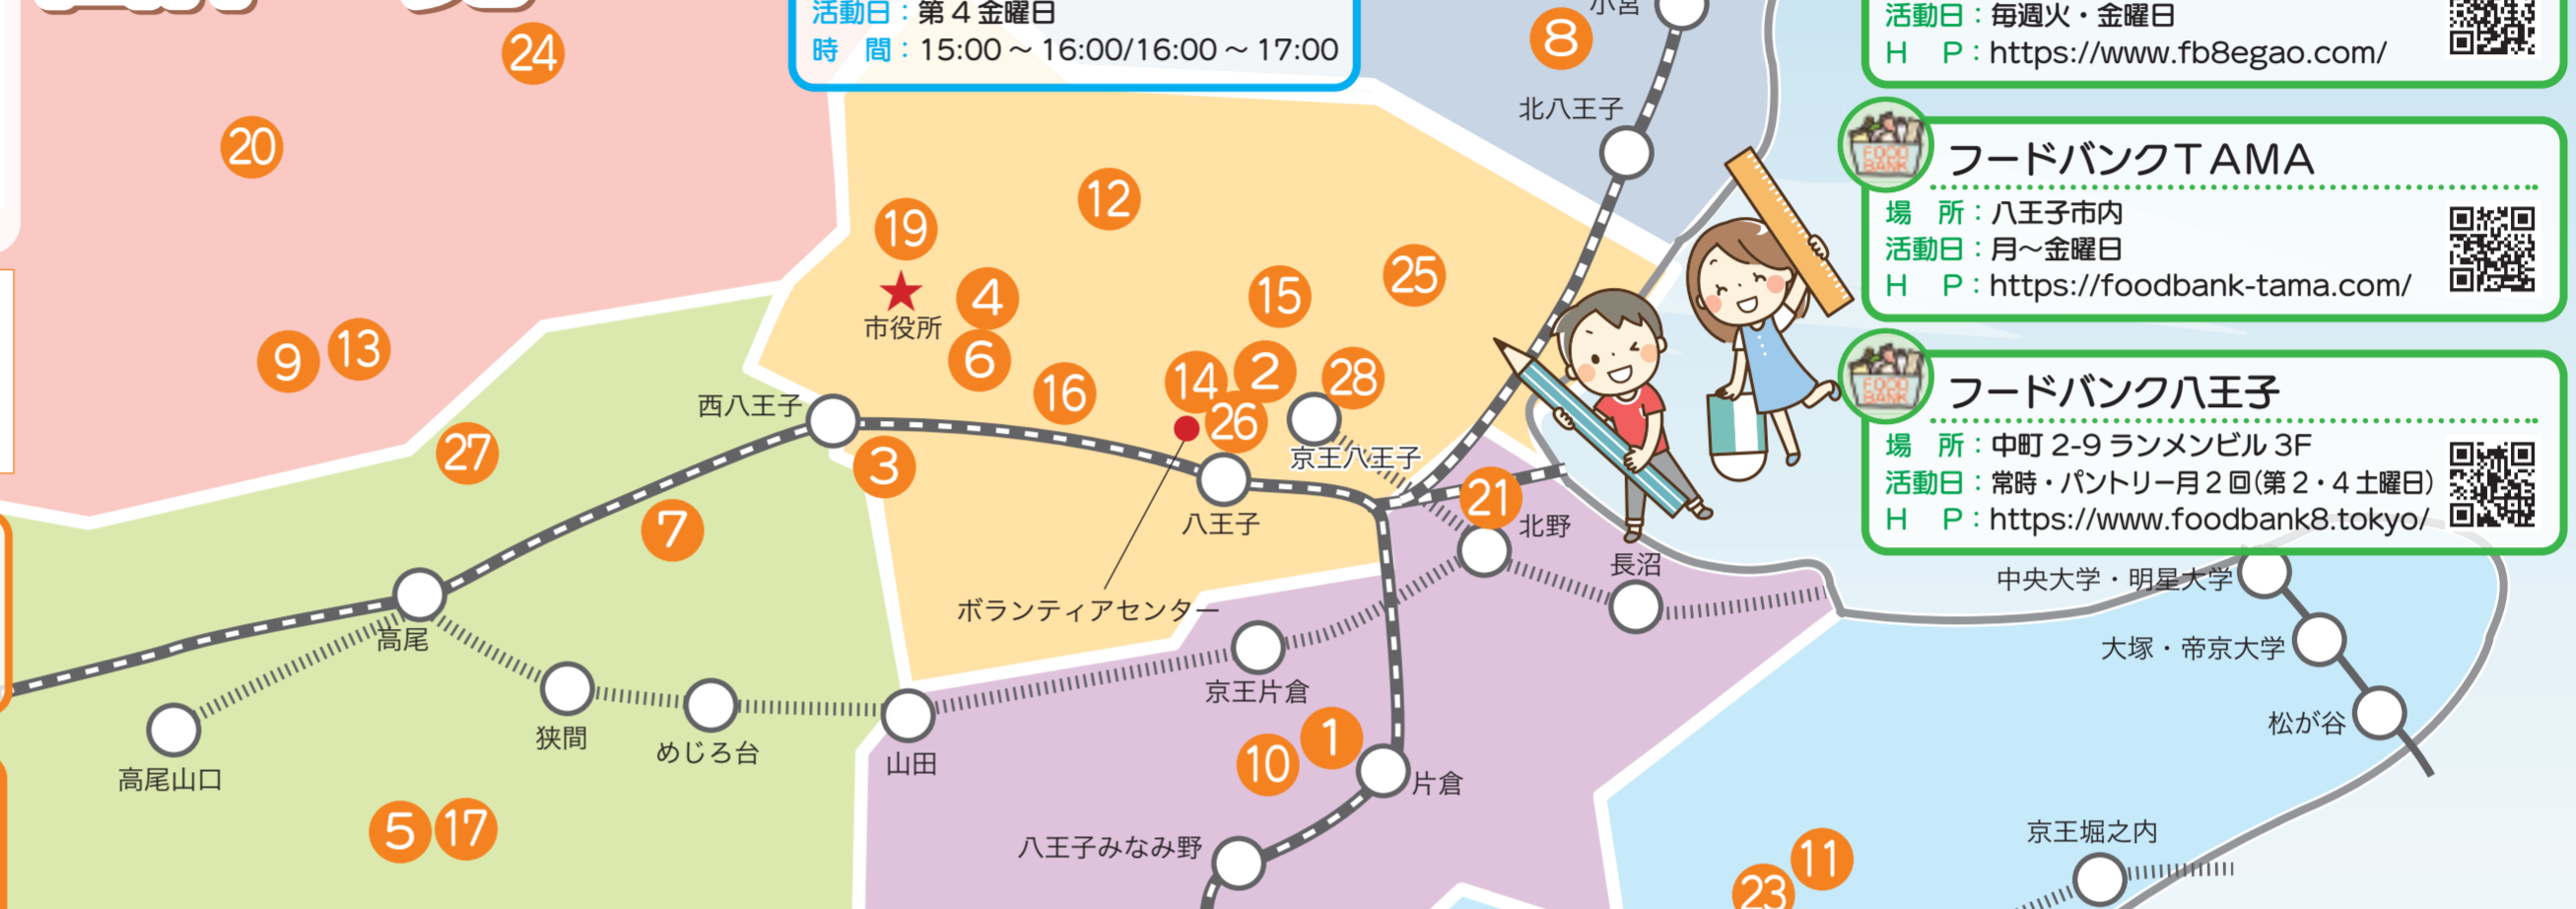 活動日：第4金曜日
時　間：15:00～16:00/16:00～17:00
活動日：毎週火・金曜日
H　P：https://www.fb8egao.com/
フードバンクTAMA
場　所：八王子市内
活動日：月～金曜日
H　P：https://foodbank-tama.com/
フードバンク八王子
場　所：中町2-9ランメンビル3F
活動日：常時・パントリー月2回(第2・4土曜日)
H　P：https://www.foodbank8.tokyo/
FOOD
BANK
FOOD
BANK
小宮
8
北八王子
24
20
12
19
市役所
4
25
15
6
9
13
16
14
2
28
26
西八王子
27
3
京王八王子
7
21
八王子
北野
長沼
ボランティアセンター
高尾
中央大学・明星大学
大塚・帝京大学
松が谷
京王片倉
狭間
めじろ台
山田
高尾山口
10
1
片倉
5
17
八王子みなみ野
京王堀之内
11
23